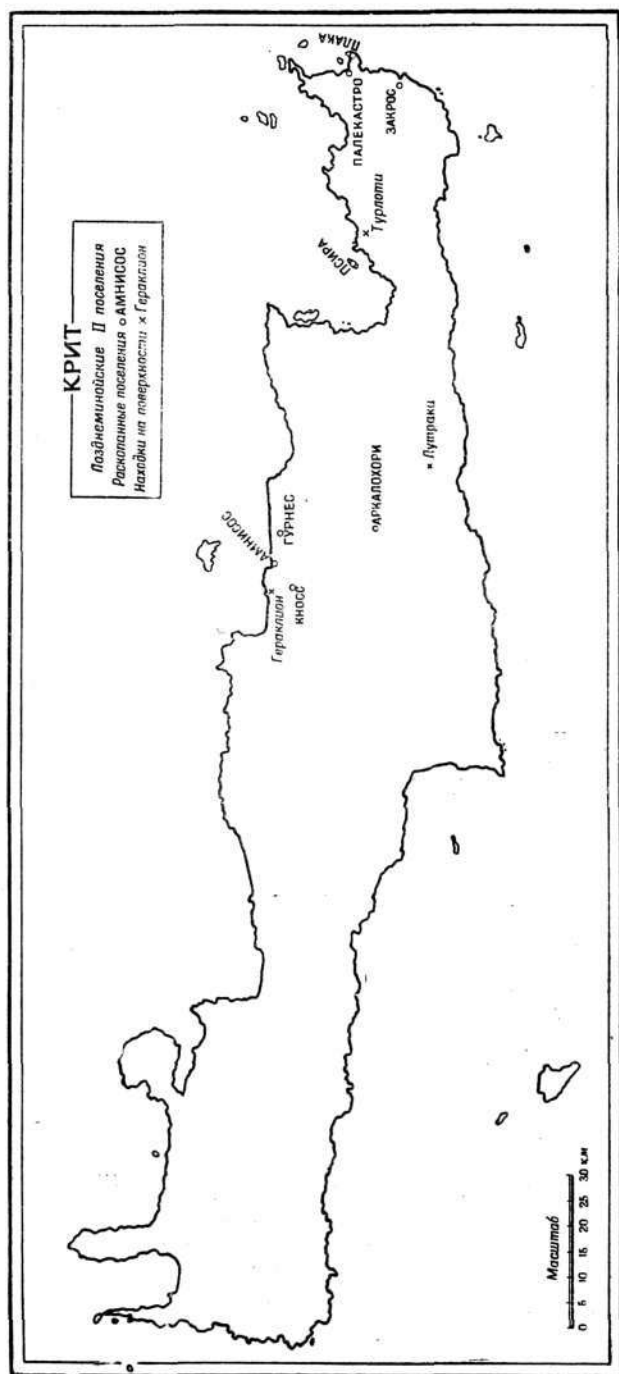 КРИТ
Позднеминойские II поселения
Раскопанные поселения о АМНИСОС
Находки на поверхности × Гераклион
ПЛАКА
ПАЛЕКАСТРО
ЗАКРОС
Турлоти
ПСИРА
АМНИСОС
ГУРНЕС
Гераклион
КНОСС
АРКАЛОХОРИ
Лутраки
Масштаб
0 5 10 15 20 25 30 км